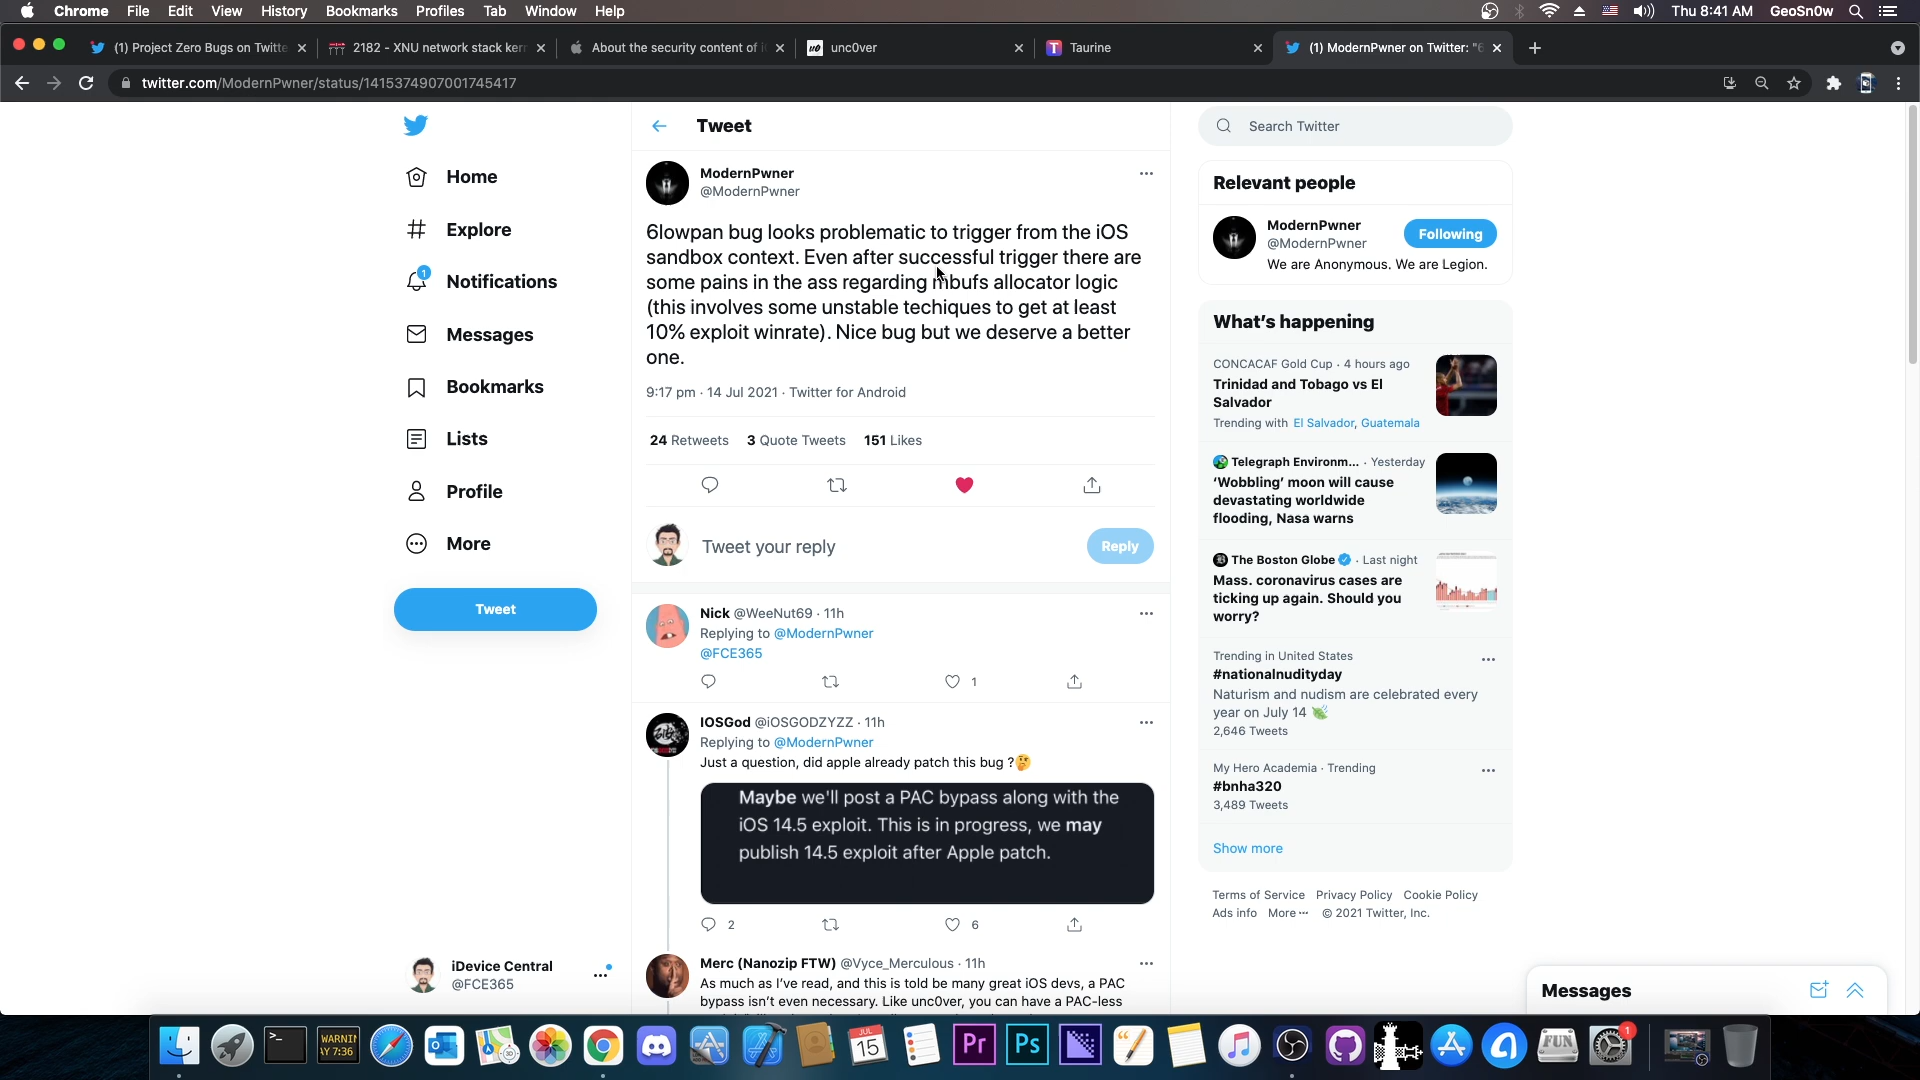 Chrome File Edit View History Bookmarks Profiles Tab Window Help Thu 8:41 AM GeoSn0w
(1) Project Zero Bugs on Twitte 2182 - XNU network stack ker About the security content of i unc0ver Taurine (1) ModernPwner on Twitter: "6
twitter.com/ModernPwner/status/1415374907001745417
Home
Explore
1
Notifications
Messages
Bookmarks
Lists
Profile
More
Tweet
iDevice Central
@FCE365
Tweet
ModernPwner
@ModernPwner
6lowpan bug looks problematic to trigger from the iOS
sandbox context. Even after successful trigger there are
some pains in the ass regarding mbufs allocator logic
(this involves some unstable techiques to get at least
10% exploit winrate). Nice bug but we deserve a better
one.
9:17 pm · 14 Jul 2021 · Twitter for Android
24 Retweets 3 Quote Tweets 151 Likes
Tweet your reply
Reply
Nick @WeeNut69 · 11h
Replying to @ModernPwner
@FCE365
1
IOSGod @iOSGODZYZZ · 11h
Replying to @ModernPwner
Just a question, did apple already patch this bug ?🤔
Maybe we'll post a PAC bypass along with the
iOS 14.5 exploit. This is in progress, we may
publish 14.5 exploit after Apple patch.
2 6
Merc (Nanozip FTW) @Vyce_Merculous · 11h
As much as I've read, and this is told be many great iOS devs, a PAC
bypass isn't even necessary. Like unc0ver, you can have a PAC-less
Search Twitter
Relevant people
ModernPwner
@ModernPwner
Following
We are Anonymous. We are Legion.
What's happening
CONCACAF Gold Cup · 4 hours ago
Trinidad and Tobago vs El
Salvador
Trending with El Salvador, Guatemala
Telegraph Environm... · Yesterday
‘Wobbling’ moon will cause
devastating worldwide
flooding, Nasa warns
The Boston Globe · Last night
Mass. coronavirus cases are
ticking up again. Should you
worry?
Trending in United States
#nationalnudityday
Naturism and nudism are celebrated every
year on July 14
2,646 Tweets
My Hero Academia · Trending
#bnha320
3,489 Tweets
Show more
Terms of Service Privacy Policy Cookie Policy
Ads info More ··· © 2021 Twitter, Inc.
Messages
WARNIN
AY 7:36
JUL
15
Pr
Ps
FUN
1